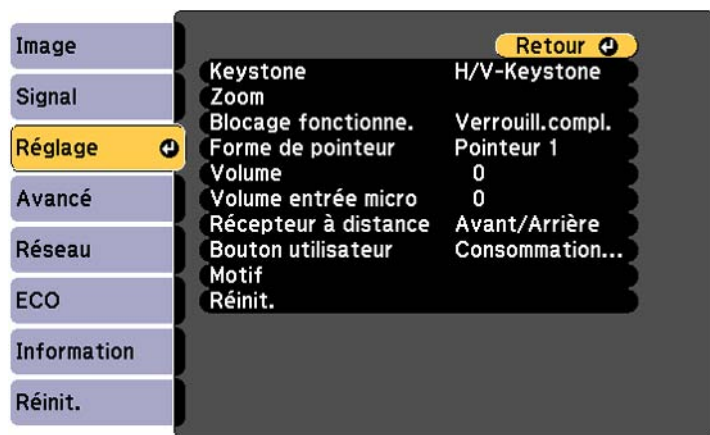 Image
Signal
Réglage
Avancé
Réseau
ECO
Information
Réinit.
Retour
Keystone H/V-Keystone
Zoom
Blocage fonctionne. Verrouill.compl.
Forme de pointeur Pointeur 1
Volume 0
Volume entrée micro 0
Récepteur à distance Avant/Arrière
Bouton utilisateur Consommation...
Motif
Réinit.